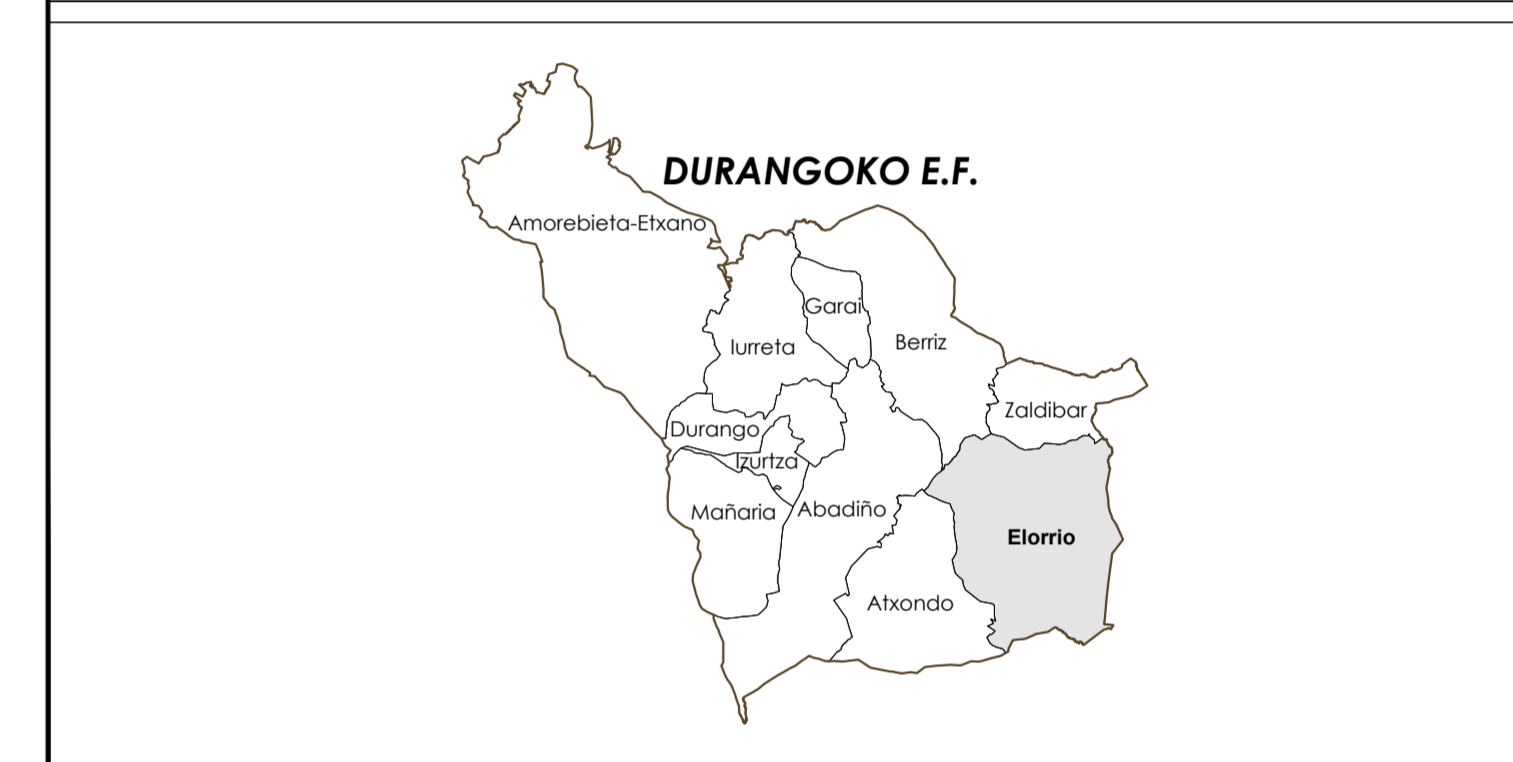 DURANGOKO E.F.
Amorebieta-Etxano
Garai
Iurreta
Berriz
Zaldibar
Durango
Izurtza
Mañaria
Abadiño
Elorrio
Atxondo